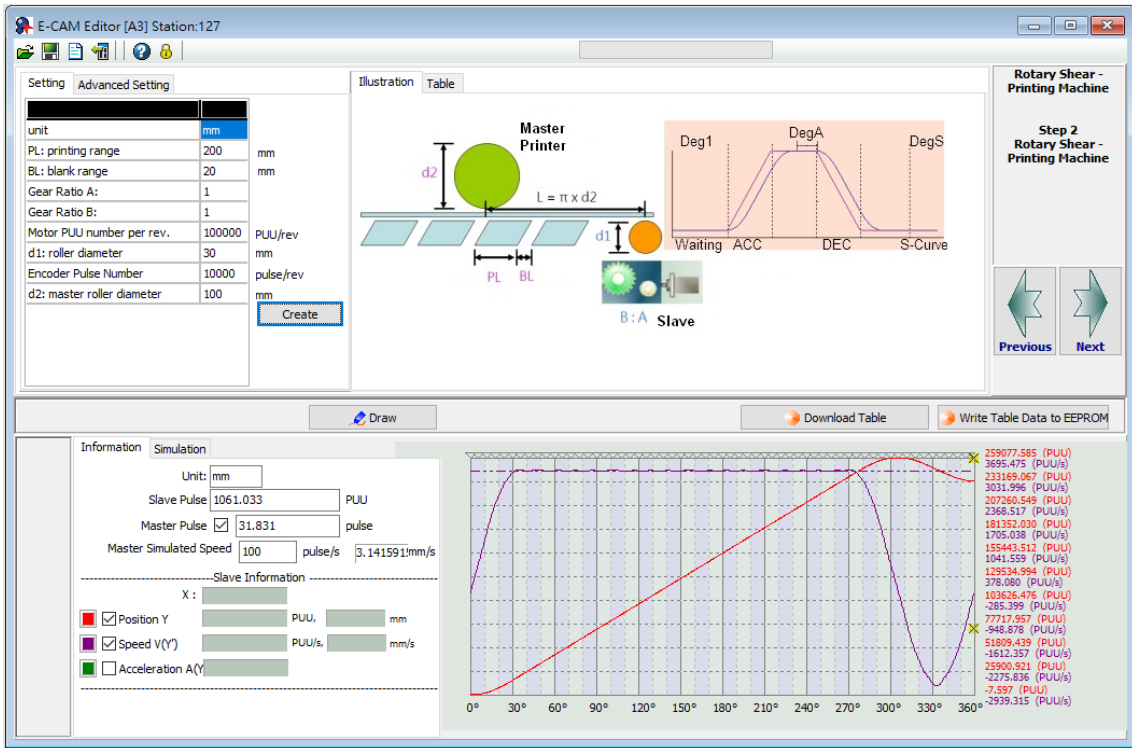 E-CAM Editor [A3] Station:127
Setting Advanced Setting
unit mm
PL: printing range 200 mm
BL: blank range 20 mm
Gear Ratio A: 1
Gear Ratio B: 1
Motor PUU number per rev. 100000 PUU/rev
d1: roller diameter 30 mm
Encoder Pulse Number 10000 pulse/rev
d2: master roller diameter 100 mm
Create
Illustration Table
Master
Printer
d2
L = π x d2
d1
PL BL
B : A Slave
Deg1 DegA DegS
Waiting ACC DEC S-Curve
Rotary Shear -
Printing Machine
Step 2
Rotary Shear -
Printing Machine
Previous Next
Draw Download Table Write Table Data to EEPROM
Information Simulation
Unit: mm
Slave Pulse 1061.033 PUU
Master Pulse 31.831 pulse
Master Simulated Speed 100 pulse/s 3.141591 mm/s
Slave Information
X :
Position Y PUU, mm
Speed V(Y') PUU/s, mm/s
Acceleration A(Y
259077.585 (PUU)
3695.475 (PUU/s)
233169.067 (PUU)
3031.996 (PUU/s)
207260.549 (PUU)
2368.517 (PUU/s)
181352.030 (PUU)
1705.038 (PUU/s)
155443.512 (PUU)
1041.559 (PUU/s)
129534.994 (PUU)
378.080 (PUU/s)
103626.476 (PUU)
-285.399 (PUU/s)
77717.957 (PUU)
-948.878 (PUU/s)
51809.439 (PUU)
-1612.357 (PUU/s)
25900.921 (PUU)
-2275.836 (PUU/s)
-7.597 (PUU)
-2939.315 (PUU/s)
0° 30° 60° 90° 120° 150° 180° 210° 240° 270° 300° 330° 360°